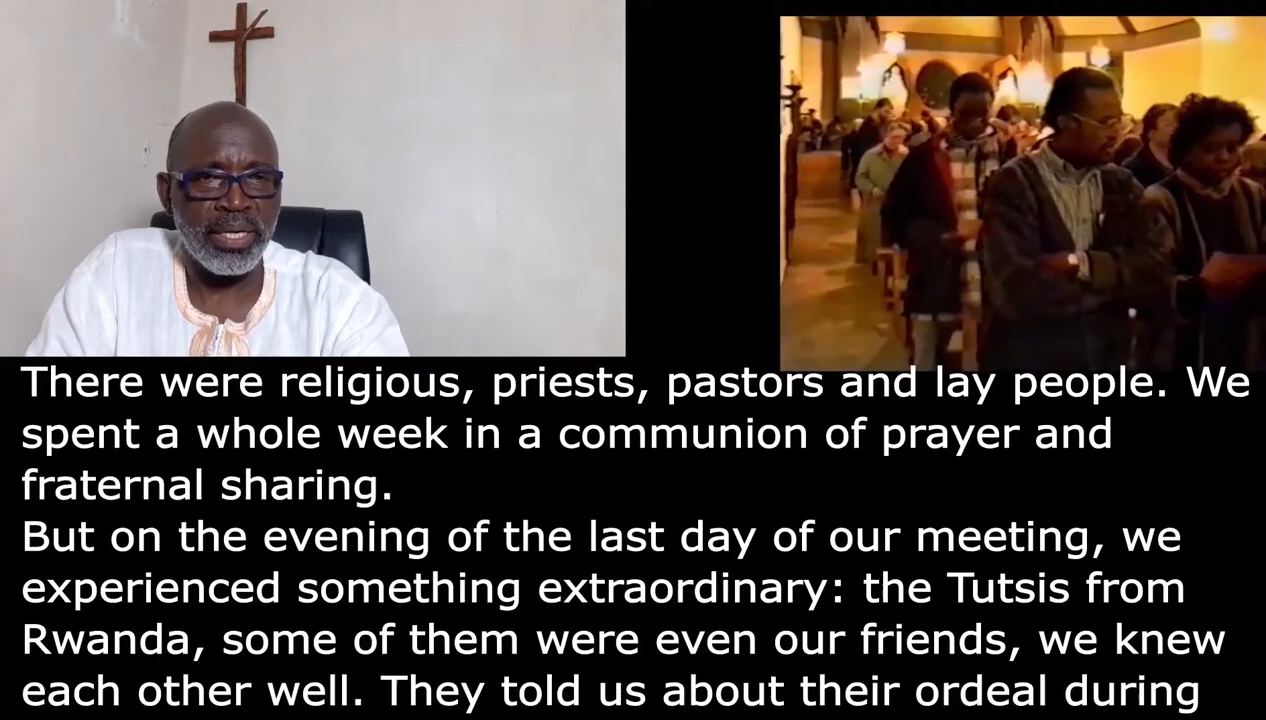 There were religious, priests, pastors and lay people. We
spent a whole week in a communion of prayer and
fraternal sharing.
But on the evening of the last day of our meeting, we
experienced something extraordinary: the Tutsis from
Rwanda, some of them were even our friends, we knew
each other well. They told us about their ordeal during